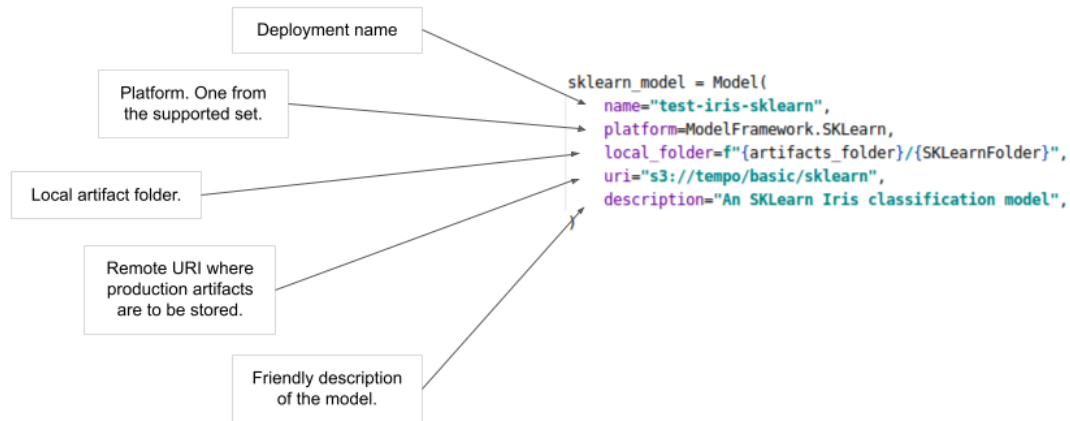 Deployment name
Platform. One from
the supported set.
Local artifact folder.
Remote URI where
production artifacts
are to be stored.
Friendly description
of the model.
sklearn_model = Model(
name="test-iris-sklearn",
platform=ModelFramework.SKLearn,
local_folder=f"{artifacts_folder}/{SKLearnFolder}",
uri="s3://tempo/basic/sklearn",
description="An SKLearn Iris classification model",
)